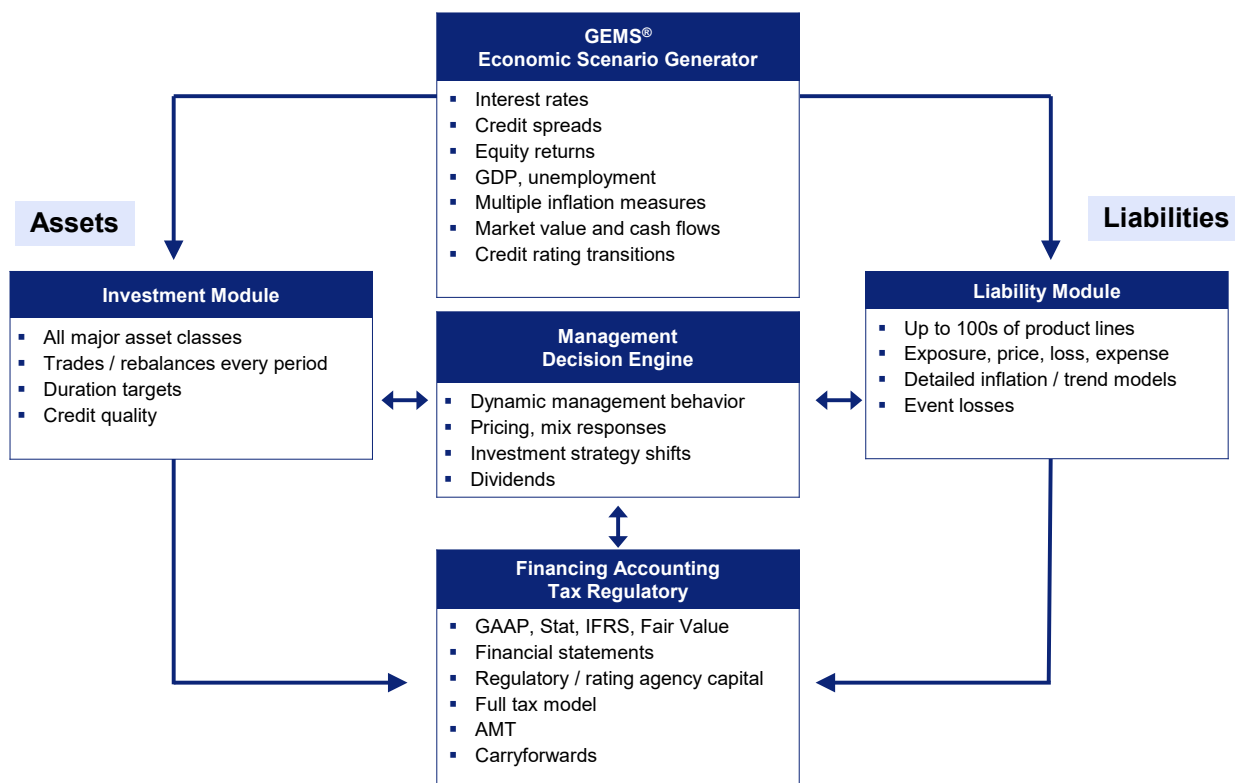 GEMS®
Economic Scenario Generator
▪ Interest rates
▪ Credit spreads
▪ Equity returns
▪ GDP, unemployment
▪ Multiple inflation measures
▪ Market value and cash flows
▪ Credit rating transitions
Assets
Liabilities
Investment Module
▪ All major asset classes
▪ Trades / rebalances every period
▪ Duration targets
▪ Credit quality
Management
Decision Engine
▪ Dynamic management behavior
▪ Pricing, mix responses
▪ Investment strategy shifts
▪ Dividends
Liability Module
▪ Up to 100s of product lines
▪ Exposure, price, loss, expense
▪ Detailed inflation / trend models
▪ Event losses
Financing Accounting
Tax Regulatory
▪ GAAP, Stat, IFRS, Fair Value
▪ Financial statements
▪ Regulatory / rating agency capital
▪ Full tax model
▪ AMT
▪ Carryforwards